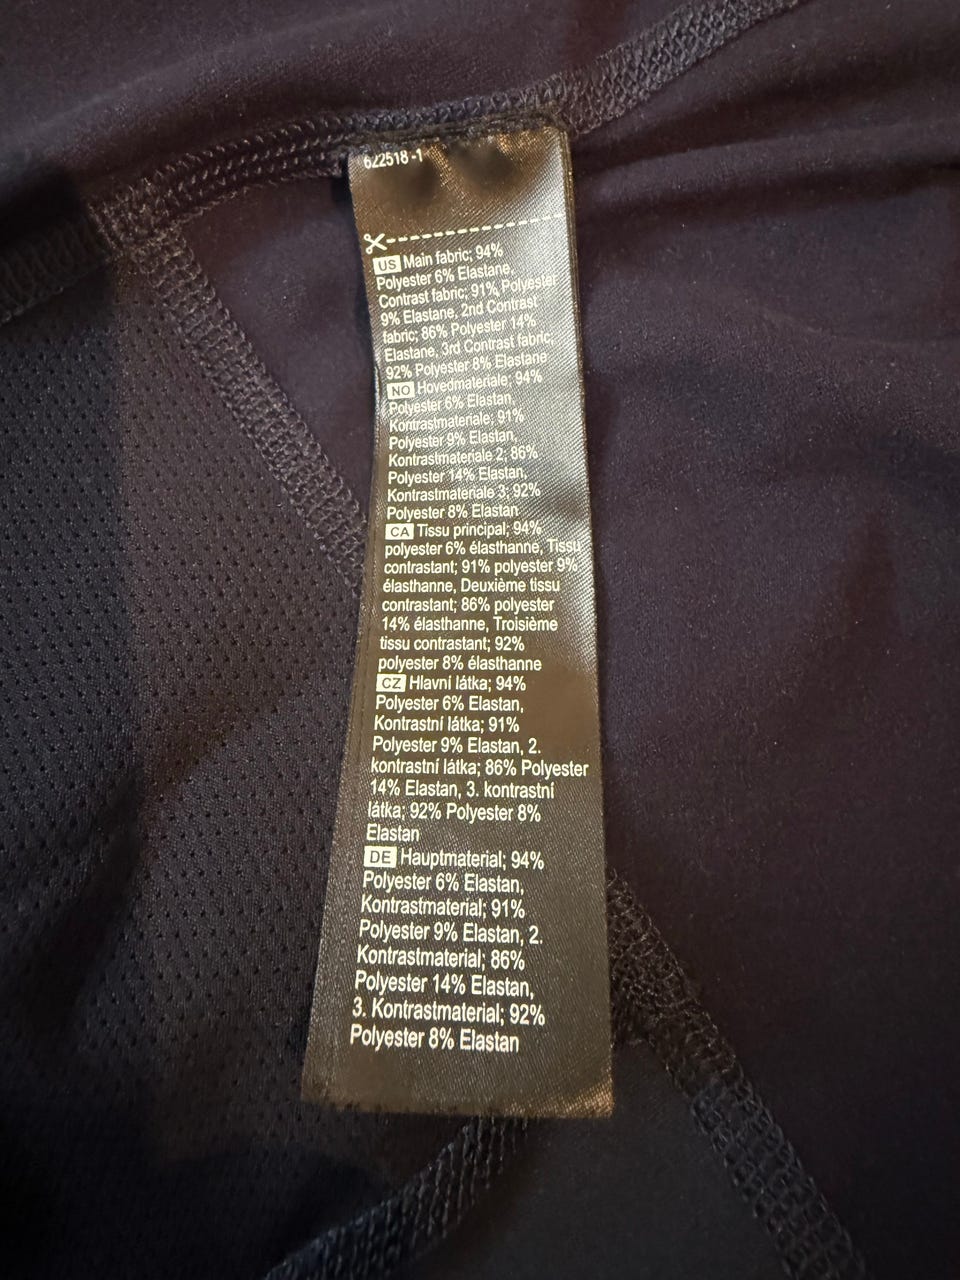 622518 -1
US Main fabric; 94%
Polyester 6% Elastane,
Contrast fabric; 91% Polyester
9% Elastane, 2nd Contrast
fabric; 86% Polyester 14%
Elastane, 3rd Contrast fabric;
92% Polyester 8% Elastane
NO Hovedmateriale; 94%
Polyester 6% Elastan,
Kontrastmateriale; 91%
Polyester 9% Elastan,
Kontrastmateriale 2; 86%
Polyester 14% Elastan,
Kontrastmateriale 3; 92%
Polyester 8% Elastan
CA Tissu principal; 94%
polyester 6% élasthanne, Tissu
contrastant; 91% polyester 9%
élasthanne, Deuxième tissu
contrastant; 86% polyester
14% élasthanne, Troisième
tissu contrastant; 92%
polyester 8% élasthanne
CZ Hlavní látka; 94%
Polyester 6% Elastan,
Kontrastní látka; 91%
Polyester 9% Elastan, 2.
kontrastní látka; 86% Polyester
14% Elastan, 3. kontrastní
látka; 92% Polyester 8%
Elastan
DE Hauptmaterial; 94%
Polyester 6% Elastan,
Kontrastmaterial; 91%
Polyester 9% Elastan, 2.
Kontrastmaterial; 86%
Polyester 14% Elastan,
3. Kontrastmaterial; 92%
Polyester 8% Elastan